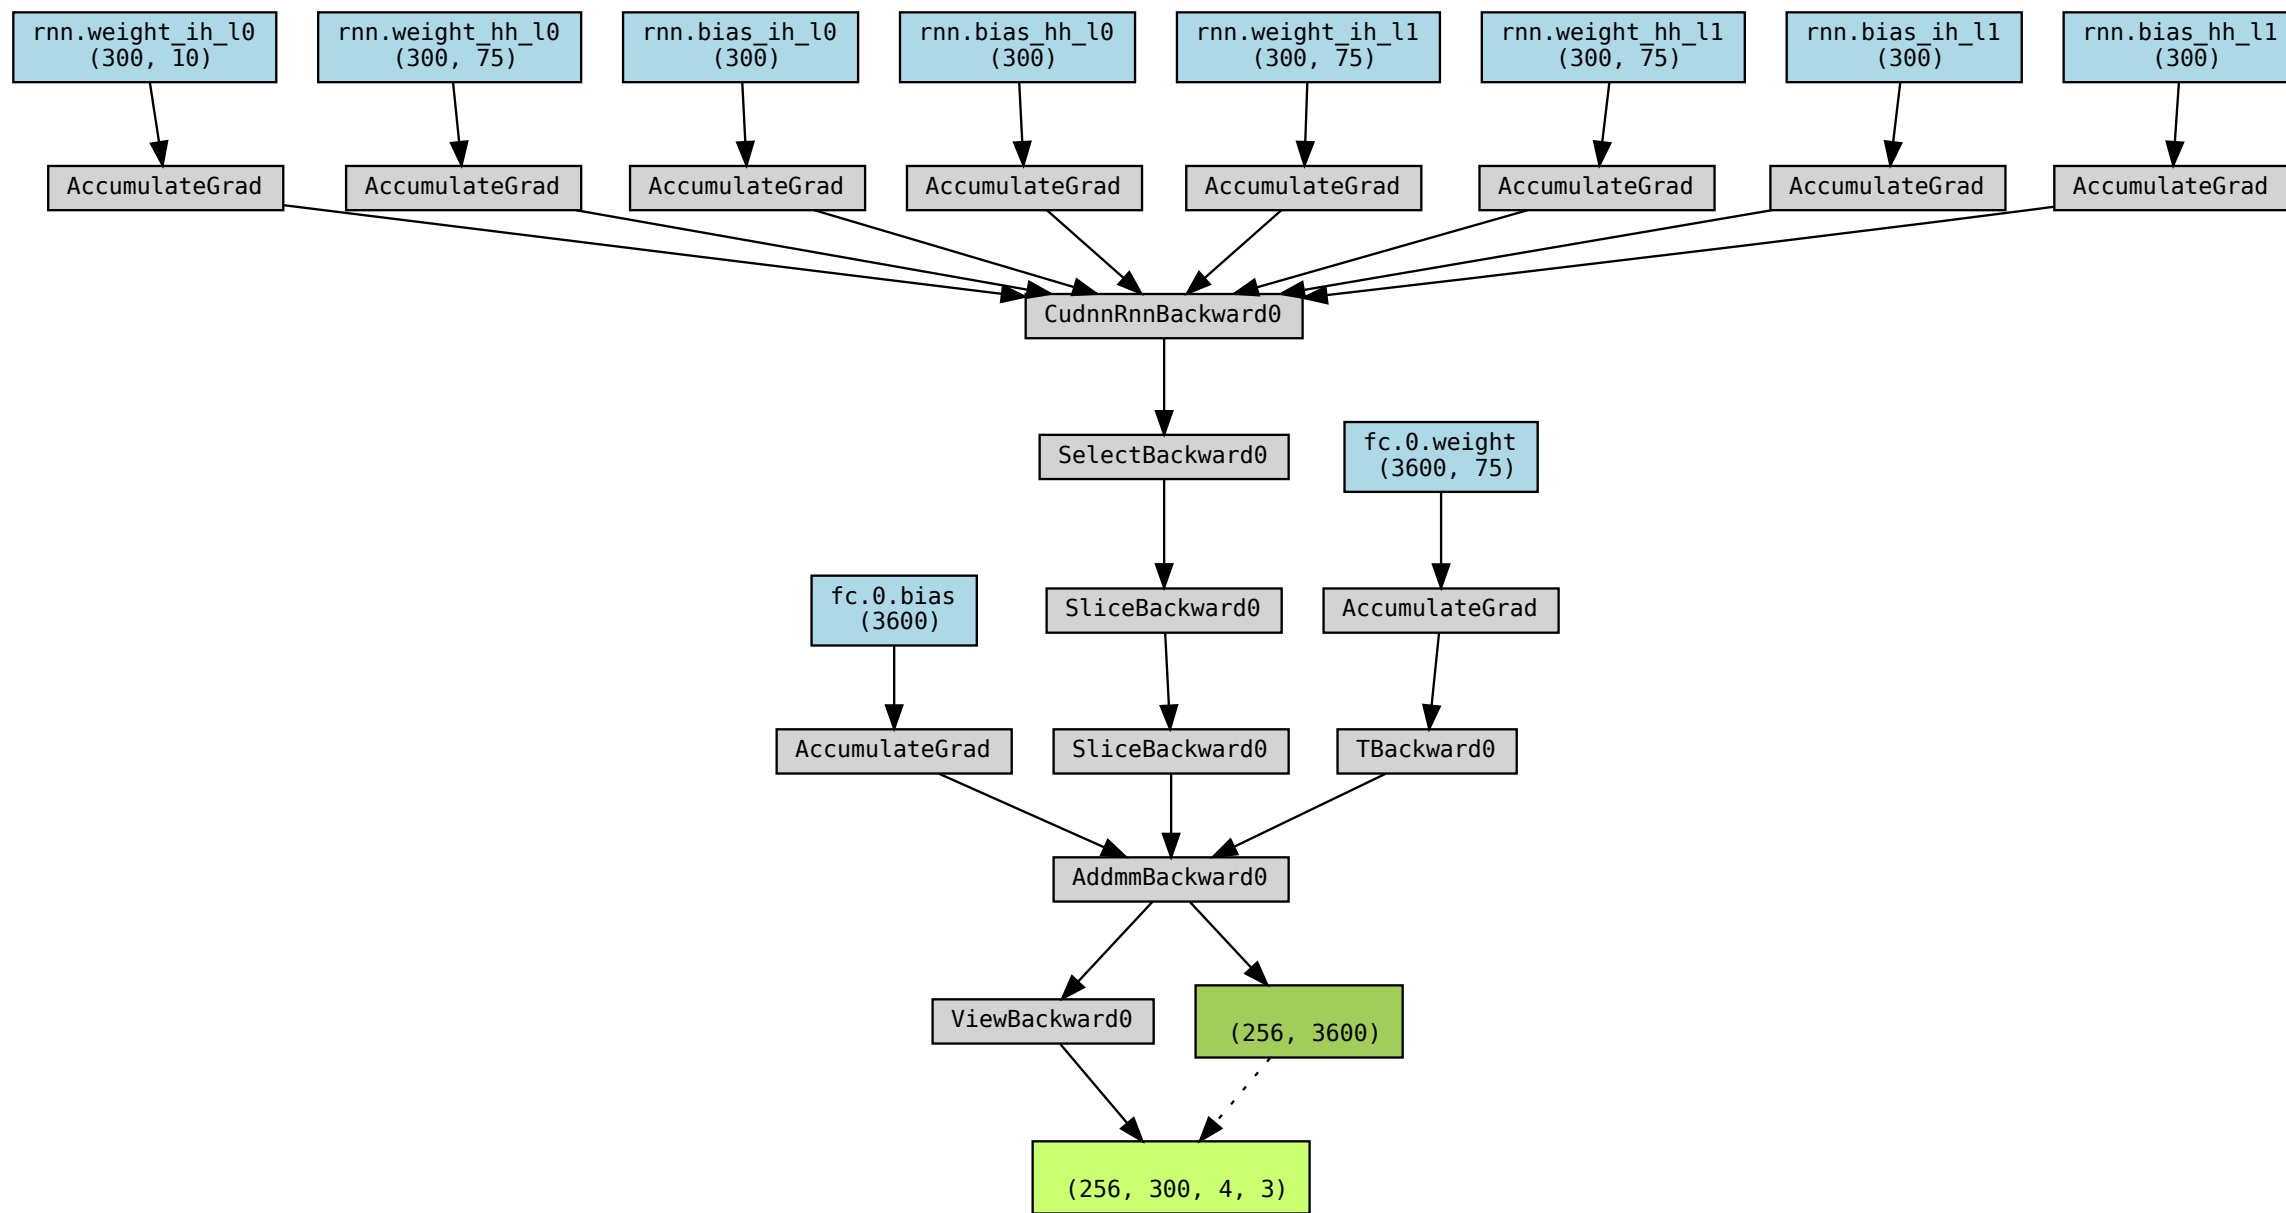 rnn.weight_ih_l0
(300, 10)
rnn.weight_hh_l0
(300, 75)
rnn.bias_ih_l0
(300)
rnn.bias_hh_l0
(300)
rnn.weight_ih_l1
(300, 75)
rnn.weight_hh_l1
(300, 75)
rnn.bias_ih_l1
(300)
rnn.bias_hh_l1
(300)
AccumulateGrad
AccumulateGrad
AccumulateGrad
AccumulateGrad
AccumulateGrad
AccumulateGrad
AccumulateGrad
AccumulateGrad
CudnnRnnBackward0
SelectBackward0
fc.0.weight
(3600, 75)
fc.0.bias
(3600)
SliceBackward0
AccumulateGrad
AccumulateGrad
SliceBackward0
TBackward0
AddmmBackward0
ViewBackward0
(256, 3600)
(256, 300, 4, 3)